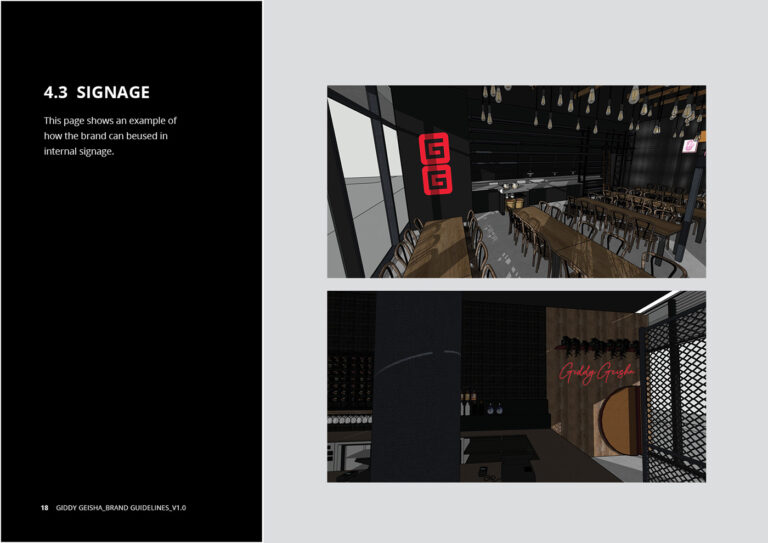 4.3 SIGNAGE
This page shows an example of
how the brand can beused in
internal signage.
GG
Giddy Geisha
18 GIDDY GEISHA_BRAND GUIDELINES_V1.0